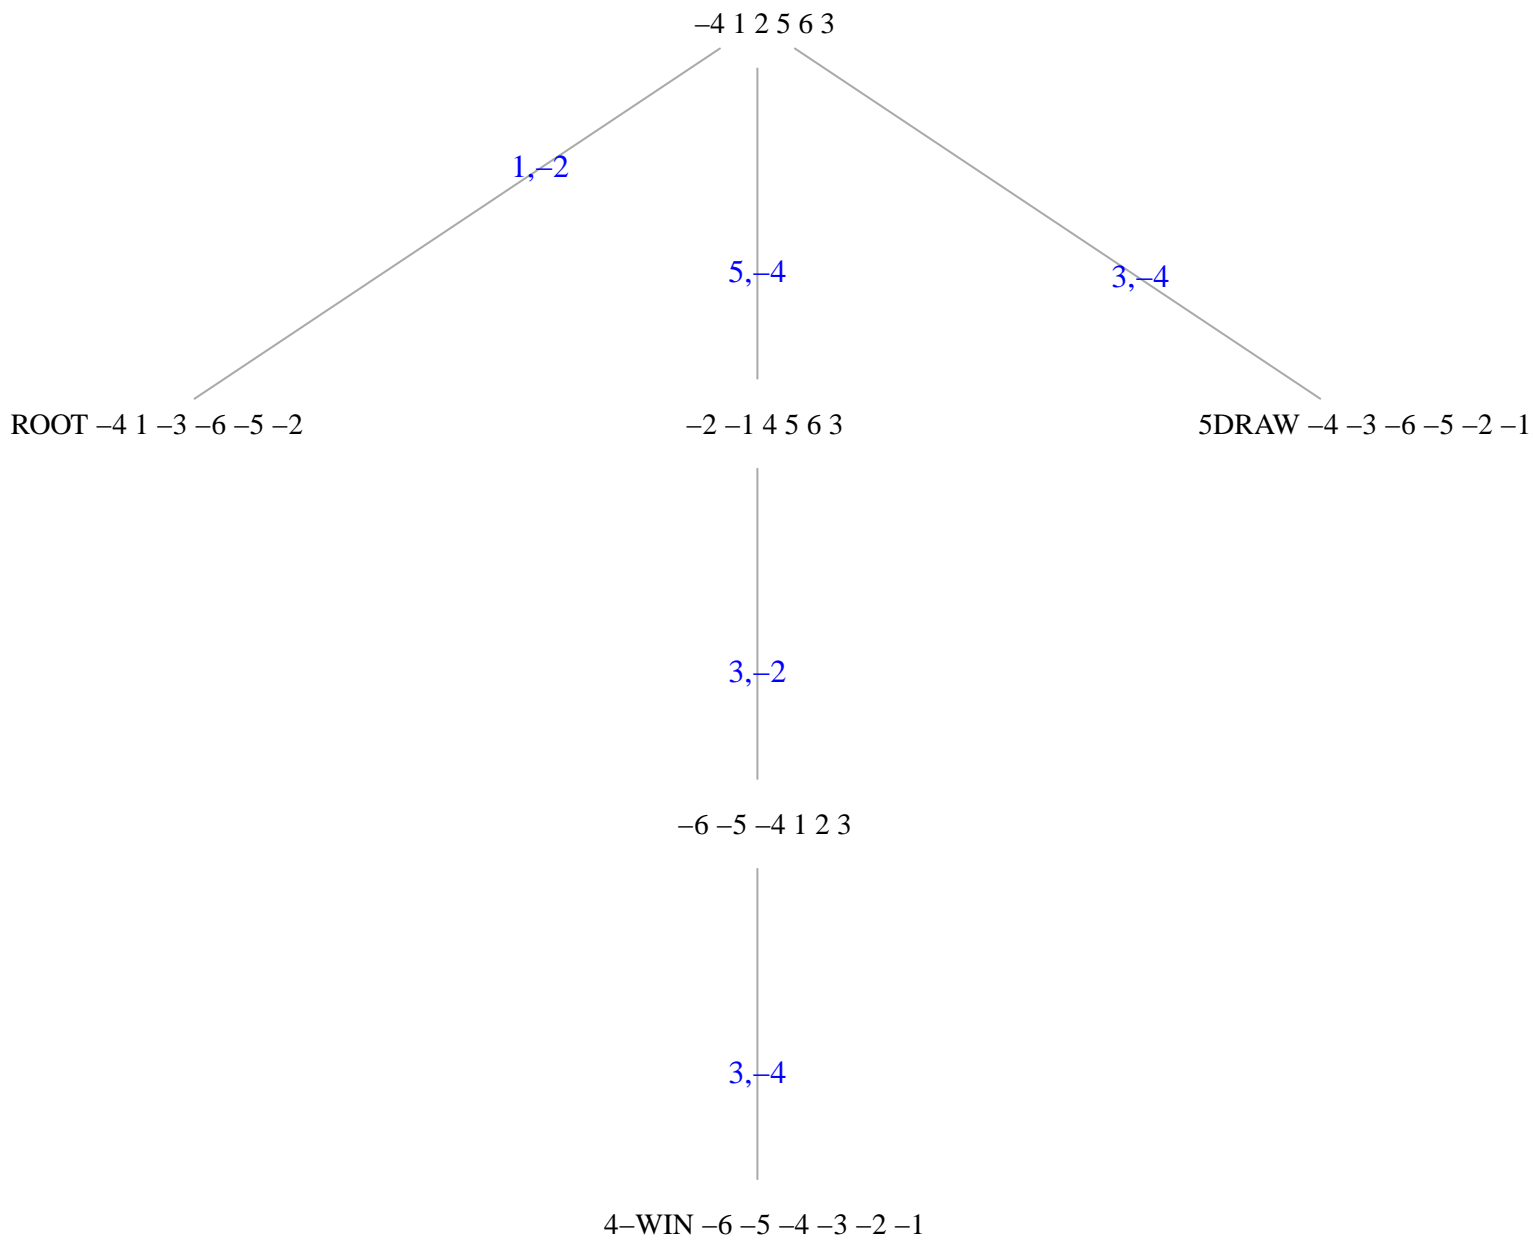 –4 1 2 5 6 3
1,–2
5,–4
3,–4
ROOT –4 1 –3 –6 –5 –2
–2 –1 4 5 6 3
5DRAW –4 –3 –6 –5 –2 –1
3,–2
–6 –5 –4 1 2 3
3,–4
4–WIN –6 –5 –4 –3 –2 –1